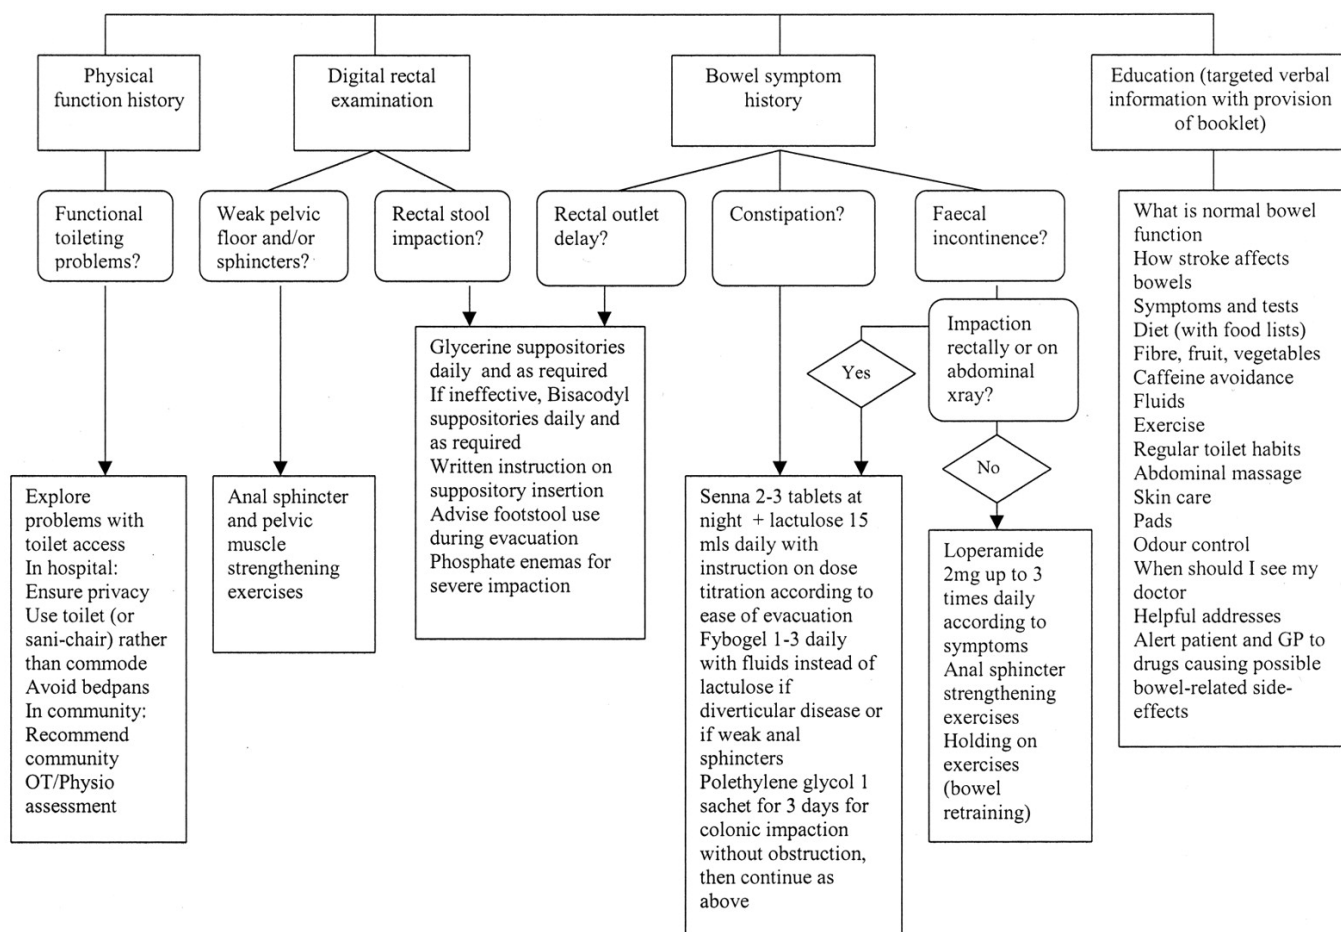 Physical
function history
Digital rectal
examination
Bowel symptom
history
Education (targeted verbal
information with provision
of booklet)
Functional
toileting
problems?
Weak pelvic
floor and/or
sphincters?
Rectal stool
impaction?
Rectal outlet
delay?
Constipation?
Faecal
incontinence?
Impaction
rectally or on
abdominal
xray?
Yes
No
Explore
problems with
toilet access
In hospital:
Ensure privacy
Use toilet (or
sani-chair) rather
than commode
Avoid bedpans
In community:
Recommend
community
OT/Physio
assessment
Anal sphincter
and pelvic
muscle
strengthening
exercises
Glycerine suppositories
daily and as required
If ineffective, Bisacodyl
suppositories daily and
as required
Written instruction on
suppository insertion
Advise footstool use
during evacuation
Phosphate enemas for
severe impaction
Senna 2-3 tablets at
night + lactulose 15
mls daily with
instruction on dose
titration according to
ease of evacuation
Fybogel 1-3 daily
with fluids instead of
lactulose if
diverticular disease or
if weak anal
sphincters
Polethylene glycol 1
sachet for 3 days for
colonic impaction
without obstruction,
then continue as
above
Loperamide
2mg up to 3
times daily
according to
symptoms
Anal sphincter
strengthening
exercises
Holding on
exercises
(bowel
retraining)
What is normal bowel
function
How stroke affects
bowels
Symptoms and tests
Diet (with food lists)
Fibre, fruit, vegetables
Caffeine avoidance
Fluids
Exercise
Regular toilet habits
Abdominal massage
Skin care
Pads
Odour control
When should I see my
doctor
Helpful addresses
Alert patient and GP to
drugs causing possible
bowel-related side-
effects